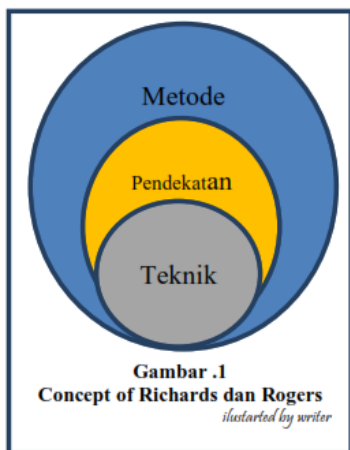 Metode
Pendekatan
Teknik
Gambar .1
Concept of Richards dan Rogers
ilustarted by writer